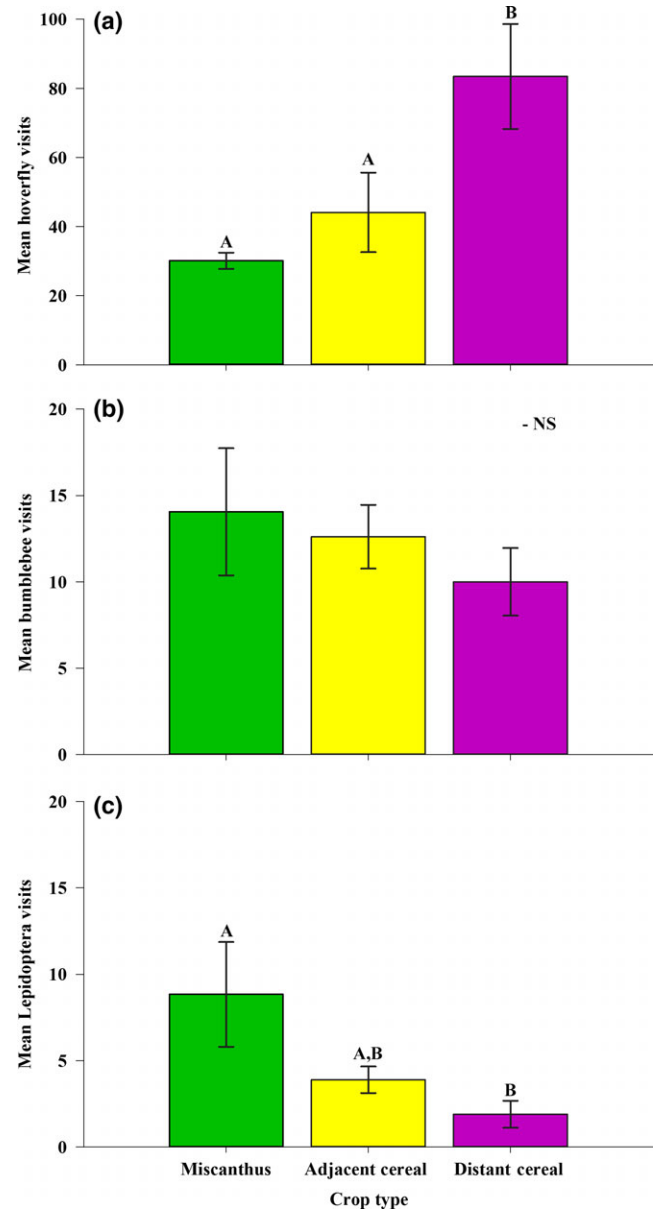 (a)
Mean hoverfly visits
100
80
60
40
20
0
A
A
B
(b)
- NS
Mean bumblebee visits
20
15
10
5
0
(c)
Mean Lepidoptera visits
20
15
10
5
0
A
A,B
B
Miscanthus Adjacent cereal Distant cereal
Crop type